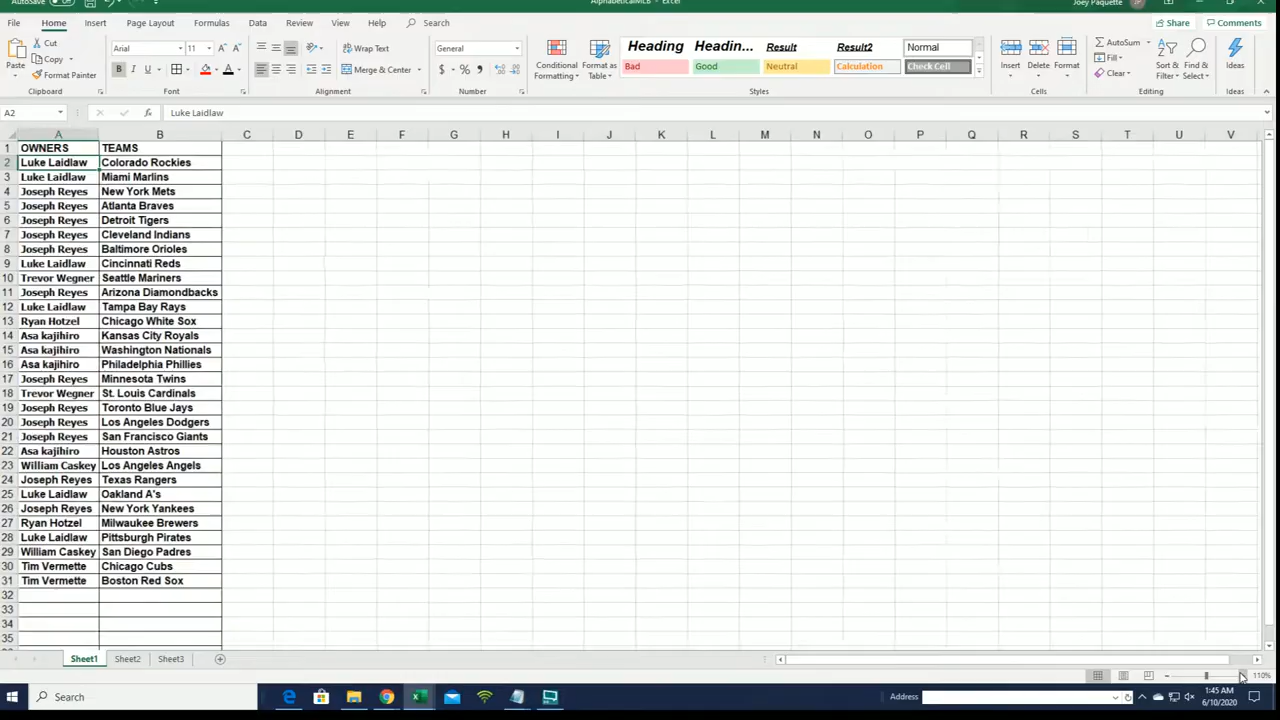 AutoSave Off AlphabeticalMLB - Excel Joey Paquette JP
File Home Insert Page Layout Formulas Data Review View Help Search Share Comments
Paste Cut Copy Format Painter Clipboard
Arial 11 A A B I U A Font
Wrap Text Merge & Center Alignment
General $ % Number
Conditional Formatting Format as Table
Heading Headin... Result Result2 Normal
Bad Good Neutral Calculation Check Cell
Styles
Insert Delete Format Cells
AutoSum Fill Clear Sort & Filter Find & Select Editing
Ideas Ideas
A2 fx Luke Laidlaw
A B C D E F G H I J K L M N O P Q R S T U V
1 OWNERS TEAMS
2 Luke Laidlaw Colorado Rockies
3 Luke Laidlaw Miami Marlins
4 Joseph Reyes New York Mets
5 Joseph Reyes Atlanta Braves
6 Joseph Reyes Detroit Tigers
7 Joseph Reyes Cleveland Indians
8 Joseph Reyes Baltimore Orioles
9 Luke Laidlaw Cincinnati Reds
10 Trevor Wegner Seattle Mariners
11 Joseph Reyes Arizona Diamondbacks
12 Luke Laidlaw Tampa Bay Rays
13 Ryan Hotzel Chicago White Sox
14 Asa kajihiro Kansas City Royals
15 Asa kajihiro Washington Nationals
16 Asa kajihiro Philadelphia Phillies
17 Joseph Reyes Minnesota Twins
18 Trevor Wegner St. Louis Cardinals
19 Joseph Reyes Toronto Blue Jays
20 Joseph Reyes Los Angeles Dodgers
21 Joseph Reyes San Francisco Giants
22 Asa kajihiro Houston Astros
23 William Caskey Los Angeles Angels
24 Joseph Reyes Texas Rangers
25 Luke Laidlaw Oakland A's
26 Joseph Reyes New York Yankees
27 Ryan Hotzel Milwaukee Brewers
28 Luke Laidlaw Pittsburgh Pirates
29 William Caskey San Diego Padres
30 Tim Vermette Chicago Cubs
31 Tim Vermette Boston Red Sox
32
33
34
35
Sheet1 Sheet2 Sheet3
110%
Search Address 1:45 AM
6/10/2020